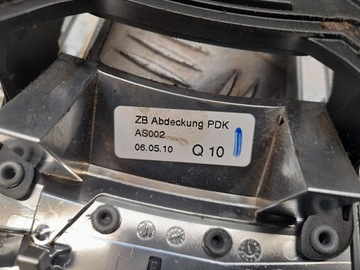 ZB Abdeckung PDK
AS002
06.05.10 Q 10